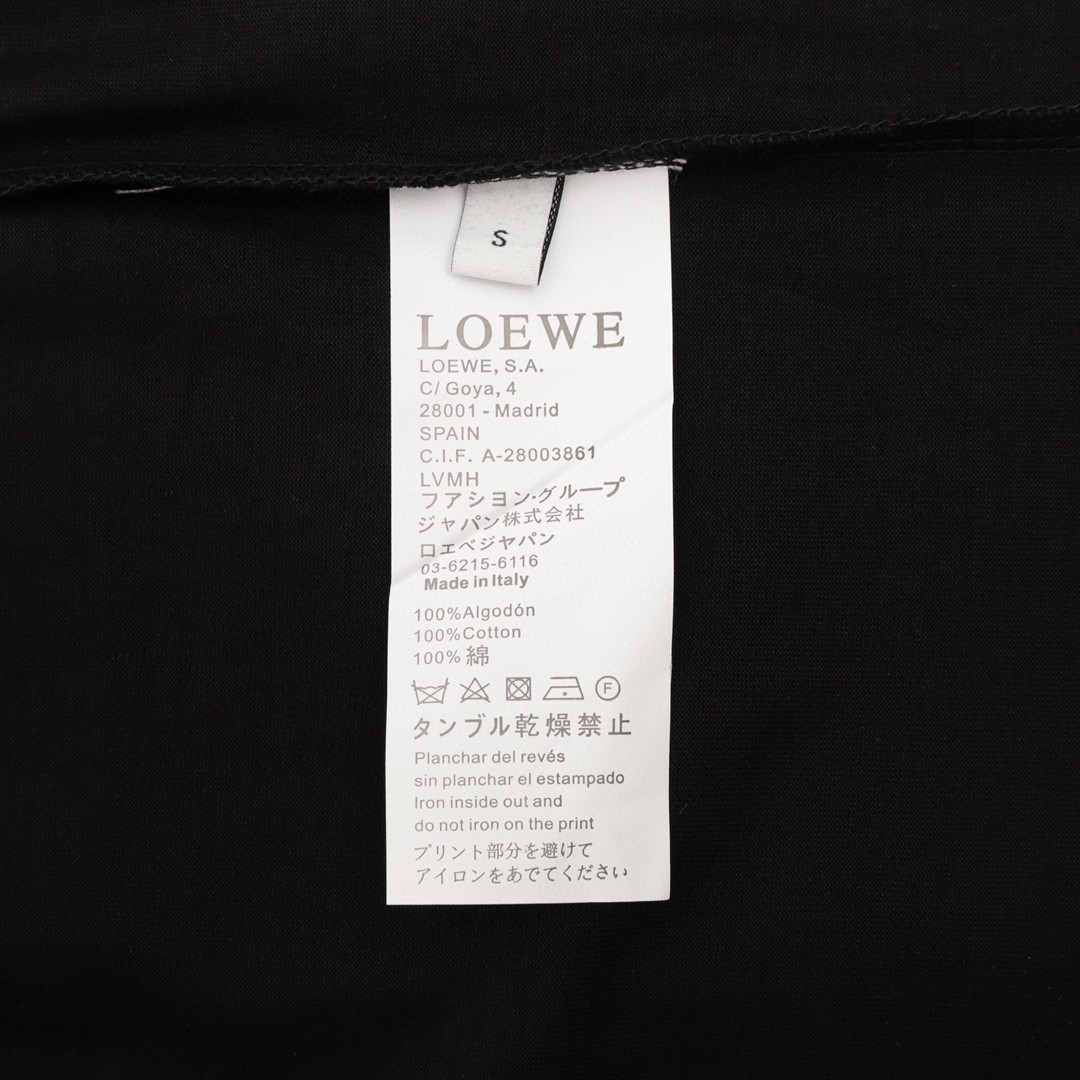 S
LOEWE
LOEWE, S.A.
C/ Goya, 4
28001 - Madrid
SPAIN
C.I.F. A-28003861
LVMH
フアシヨン・グループ
ジャパン株式会社
ロエベジャパン
03-6215-6116
Made in Italy
100%Algodón
100%Cotton
100% 綿
F
タンブル乾燥禁止
Planchar del revés
sin planchar el estampado
Iron inside out and
do not iron on the print
プリント部分を避けて
アイロンをあでてください